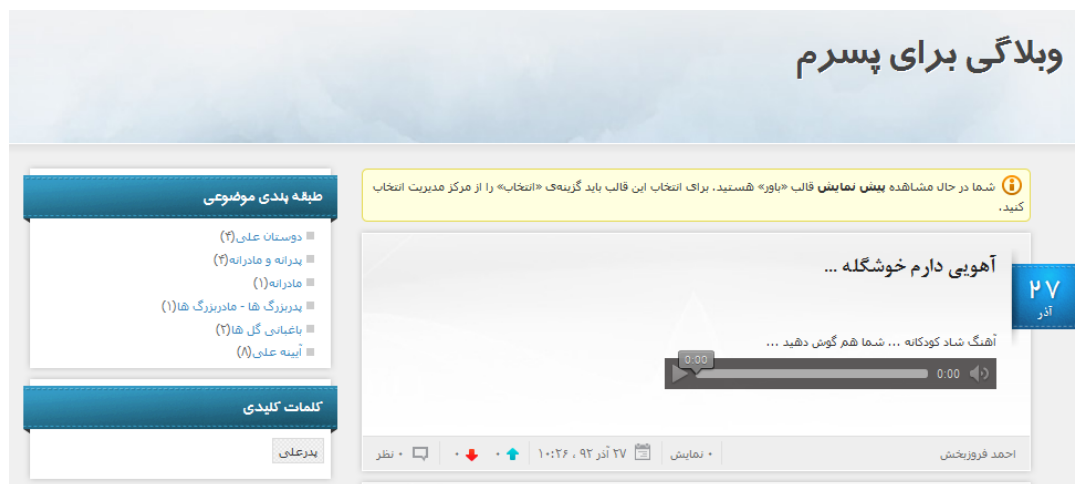 وبلاگی برای پسرم
شما در حال مشاهده پیش نمایش قالب «باور» هستید، برای انتخاب این قالب باید گزینه‌ی «انتخاب» را از مرکز مدیریت انتخاب
کنید.
آهویی دارم خوشگله ...
۲۷
آذر
آهنگ شاد کودکانه ... شما هم گوش دهید ...
0:00
0:00
احمد فروزبخش
۰ نمایش
۲۷ آذر ۹۲ ، ۱۰:۲۶
۰
۰
۰ نظر
طبقه بندی موضوعی
دوستان علی(۴)
پدرانه و مادرانه(۴)
مادرانه(۱)
پدربزرگ ها - مادربزرگ ها(۱)
باغبانی گل ها(۲)
آیینه علی(۸)
کلمات کلیدی
پدرعلی